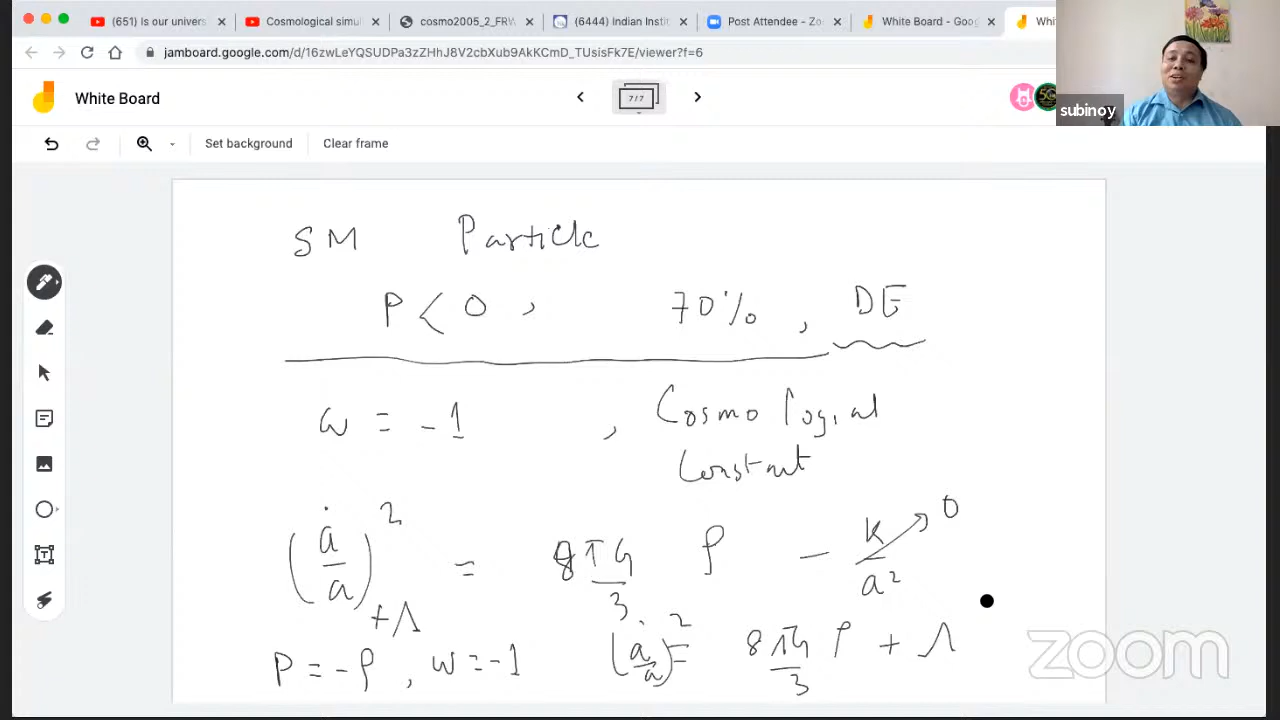 (651) Is our univers
Cosmological simul
cosmo2005_2_FRW
(6444) Indian Instit
Post Attendee - Zo
White Board - Goog
Whi
jamboard.google.com/d/16zwLeYQSUDPa3zZHhJ8V2cbXub9AkKCmD_TUsisFk7E/viewer?f=6
White Board
7/7
subinoy
Set background
Clear frame
SM Particle
P < 0 , 70% , DE
ω = -1 , Cosmological
Constant
(ȧ/a)² = 8πG/3 ρ - k/a² → 0
+Λ
P = -ρ , w = -1 (ȧ/a)² = 8πG/3 ρ + Λ
zoom